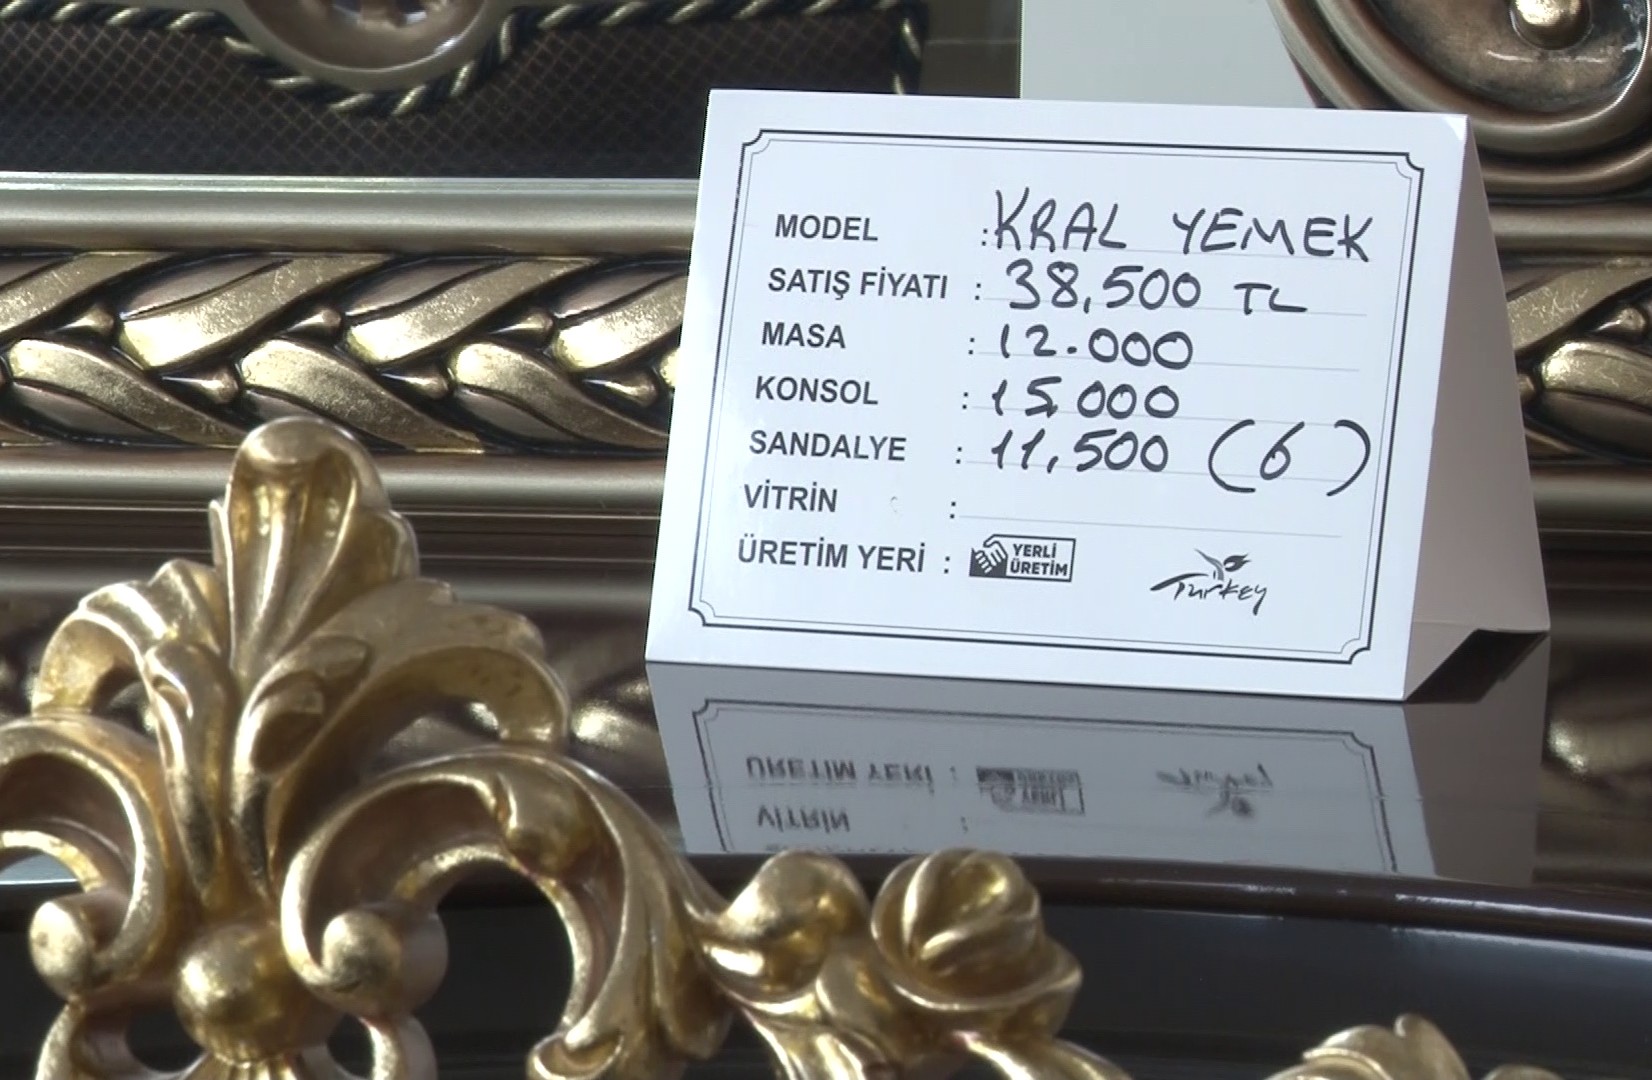 MODEL : KRAL YEMEK
SATIŞ FİYATI : 38,500 TL
MASA : 12.000
KONSOL : 15.000
SANDALYE : 11,500 (6)
VİTRİN :
ÜRETİM YERİ : YERLİ ÜRETİM Turkey